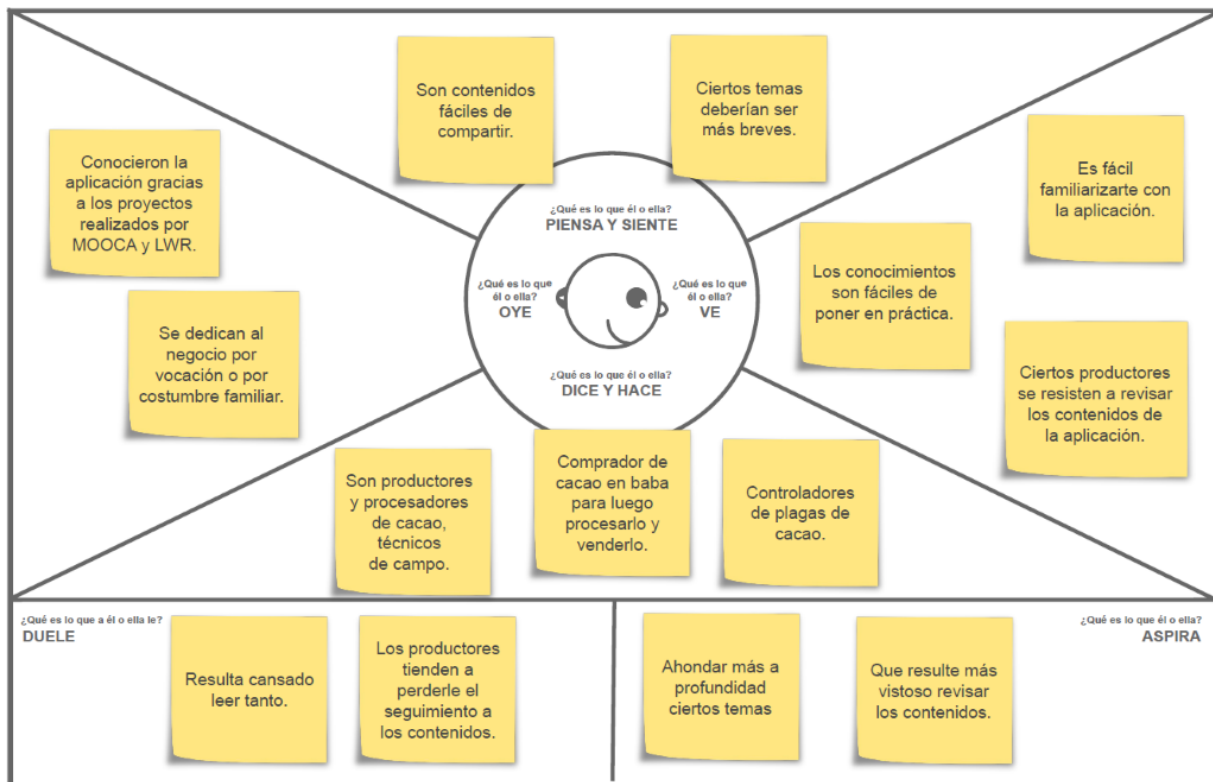 Son contenidos
fáciles de
compartir.
Ciertos temas
deberían ser
más breves.
Conocieron la
aplicación gracias
a los proyectos
realizados por
MOOCA y LWR.
Se dedican al
negocio por
vocación o por
costumbre familiar.
¿Qué es lo que él o ella?
PIENSA Y SIENTE
¿Qué es lo que
él o ella?
OYE
¿Qué es lo que
él o ella?
VE
¿Qué es lo que él o ella?
DICE Y HACE
Es fácil
familiarizarte con
la aplicación.
Los conocimientos
son fáciles de
poner en práctica.
Ciertos productores
se resisten a revisar
los contenidos de
la aplicación.
Son productores
y procesadores
de cacao,
técnicos
de campo.
Comprador de
cacao en baba
para luego
procesarlo y
venderlo.
Controladores
de plagas de
cacao.
¿Qué es lo que a él o ella le?
DUELE
Resulta cansado
leer tanto.
Los productores
tienden a
perderle el
seguimiento a
los contenidos.
Ahondar más a
profundidad
ciertos temas
Que resulte más
vistoso revisar
los contenidos.
¿Qué es lo que él o ella?
ASPIRA